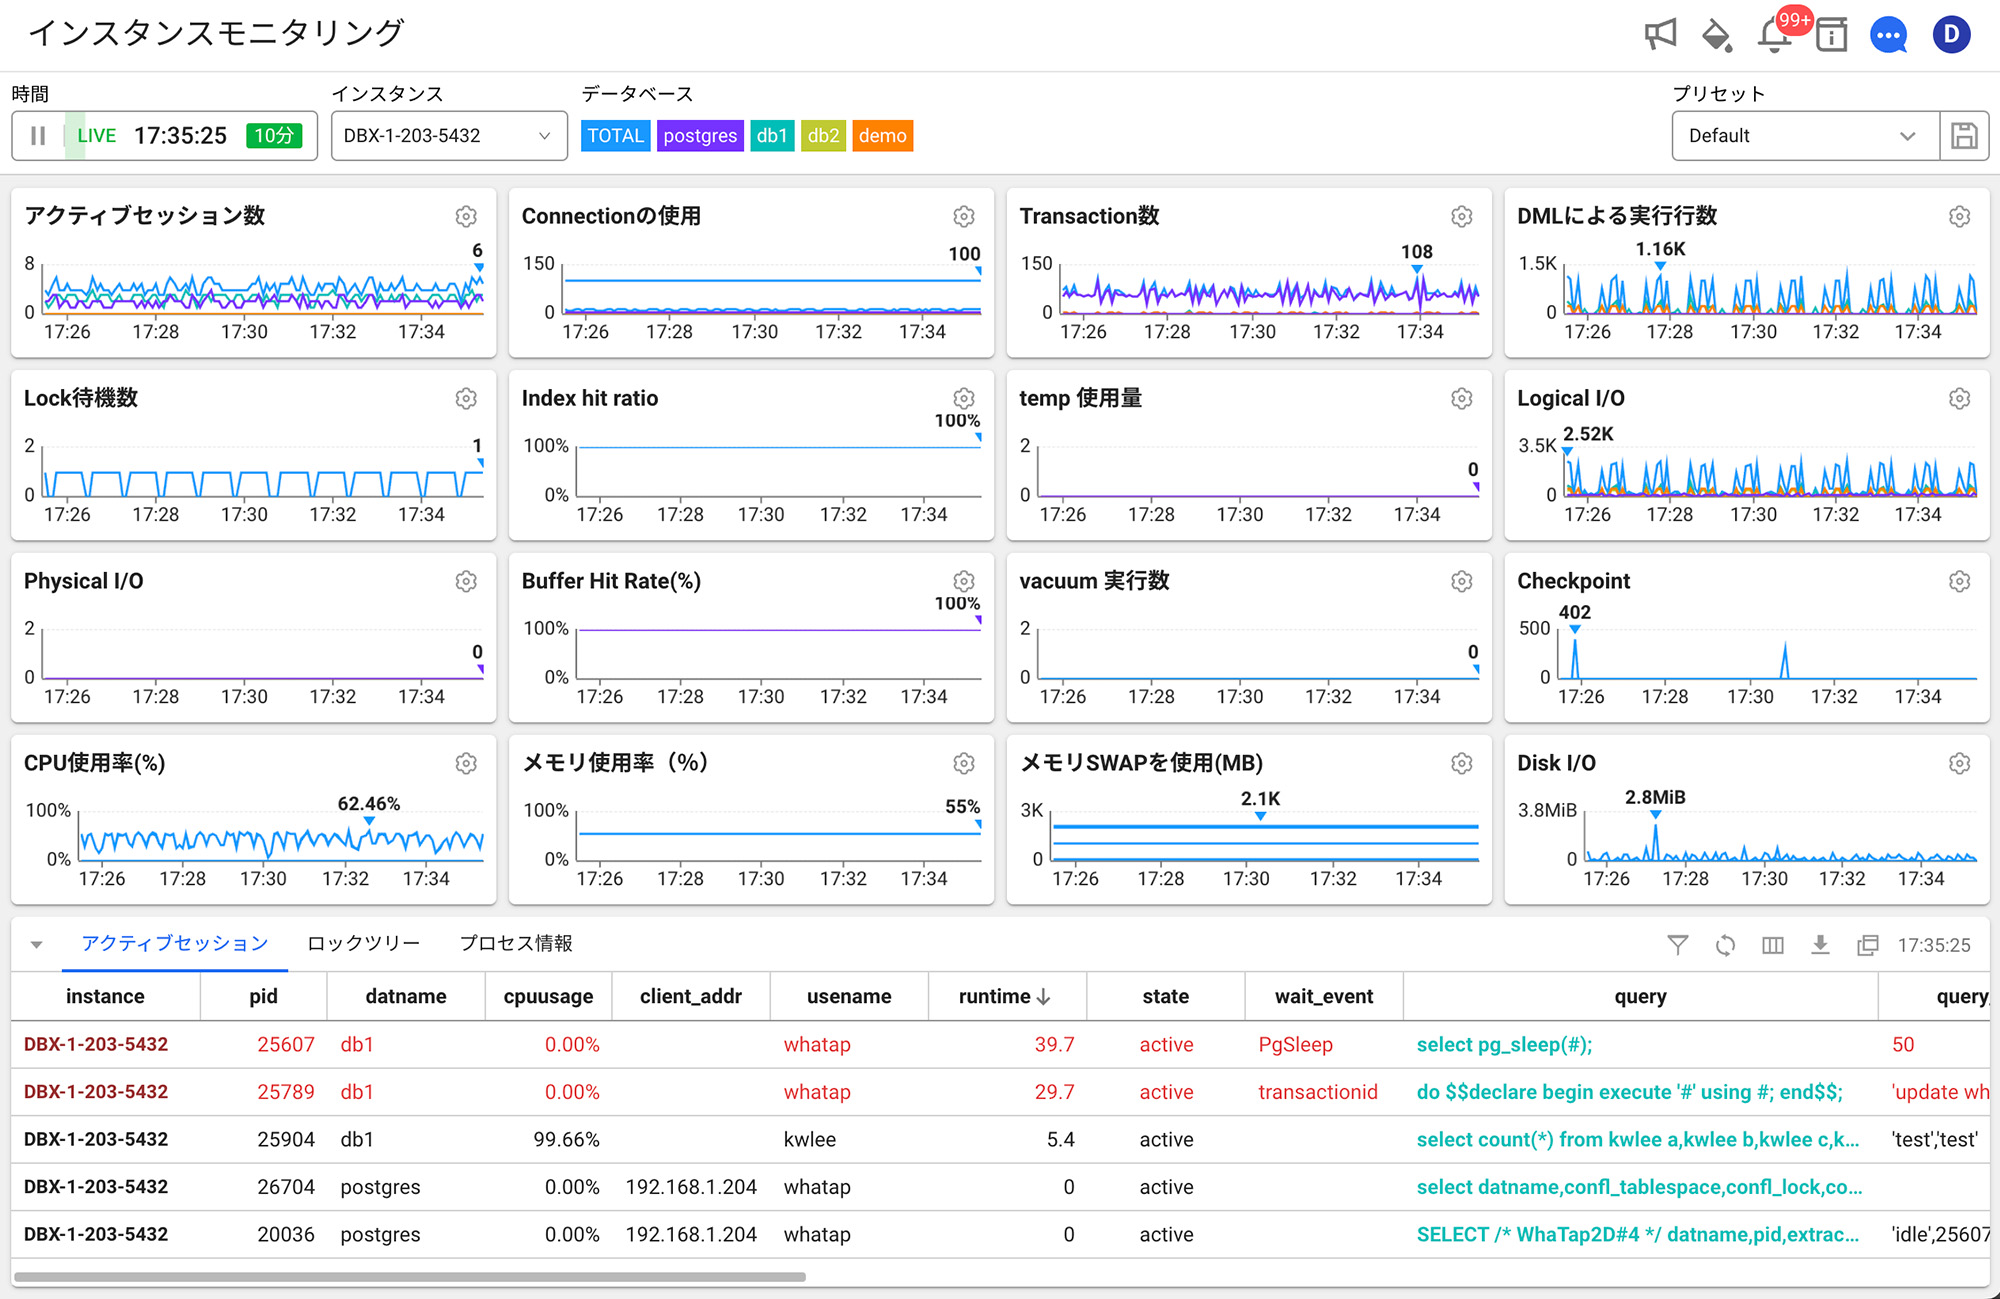 インスタンスモニタリング
99+
D
時間
LIVE 17:35:25 10分
インスタンス
DBX-1-203-5432
データベース
TOTAL postgres db1 db2 demo
プリセット
Default
アクティブセッション数
6
8
0
17:26 17:28 17:30 17:32 17:34
Connectionの使用
100
150
0
17:26 17:28 17:30 17:32 17:34
Transaction数
108
150
0
17:26 17:28 17:30 17:32 17:34
DMLによる実行行数
1.16K
1.5K
0
17:26 17:28 17:30 17:32 17:34
Lock待機数
1
2
0
17:26 17:28 17:30 17:32 17:34
Index hit ratio
100%
100%
0%
17:26 17:28 17:30 17:32 17:34
temp 使用量
2
0
0
17:26 17:28 17:30 17:32 17:34
Logical I/O
2.52K
3.5K
0
17:26 17:28 17:30 17:32 17:34
Physical I/O
2
0
0
17:26 17:28 17:30 17:32 17:34
Buffer Hit Rate(%)
100%
100%
0%
17:26 17:28 17:30 17:32 17:34
vacuum 実行数
2
0
0
17:26 17:28 17:30 17:32 17:34
Checkpoint
402
500
0
17:26 17:28 17:30 17:32 17:34
CPU使用率(%)
62.46%
100%
0%
17:26 17:28 17:30 17:32 17:34
メモリ使用率（%）
55%
100%
0%
17:26 17:28 17:30 17:32 17:34
メモリSWAPを使用(MB)
2.1K
3K
0
17:26 17:28 17:30 17:32 17:34
Disk I/O
2.8MiB
3.8MiB
0
17:26 17:28 17:30 17:32 17:34
アクティブセッション ロックツリー プロセス情報 17:35:25
instance pid datname cpuusage client_addr usename runtime state wait_event query query_
DBX-1-203-5432 25607 db1 0.00% whatap 39.7 active PgSleep select pg_sleep(#); 50
DBX-1-203-5432 25789 db1 0.00% whatap 29.7 active transactionid do $$declare begin execute '#' using #; end$$; 'update wh
DBX-1-203-5432 25904 db1 99.66% kwlee 5.4 active select count(*) from kwlee a,kwlee b,kwlee c,k... 'test','test'
DBX-1-203-5432 26704 postgres 0.00% 192.168.1.204 whatap 0 active select datname,confl_tablespace,confl_lock,co...
DBX-1-203-5432 20036 postgres 0.00% 192.168.1.204 whatap 0 active SELECT /* WhaTap2D#4 */ datname,pid,extrac... 'idle',25607